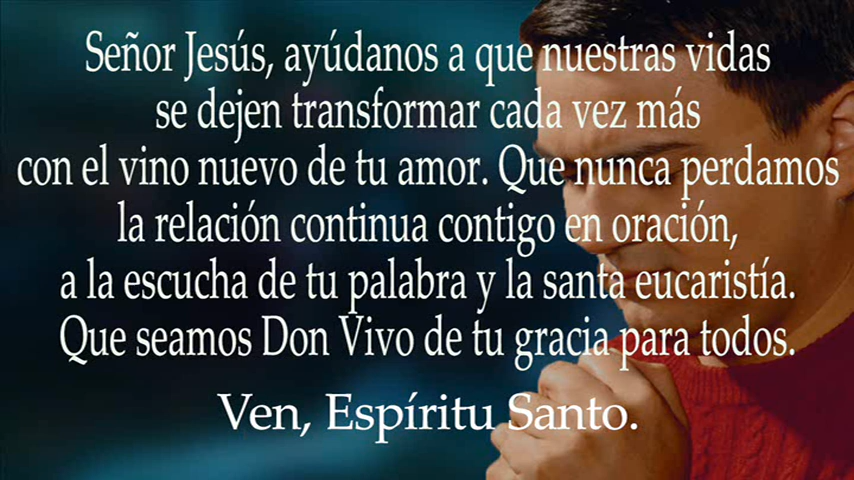 Señor Jesús, ayúdanos a que nuestras vidas
se dejen transformar cada vez más
con el vino nuevo de tu amor. Que nunca perdamos
la relación continua contigo en oración,
a la escucha de tu palabra y la santa eucaristía.
Que seamos Don Vivo de tu gracia para todos.
Ven, Espíritu Santo.